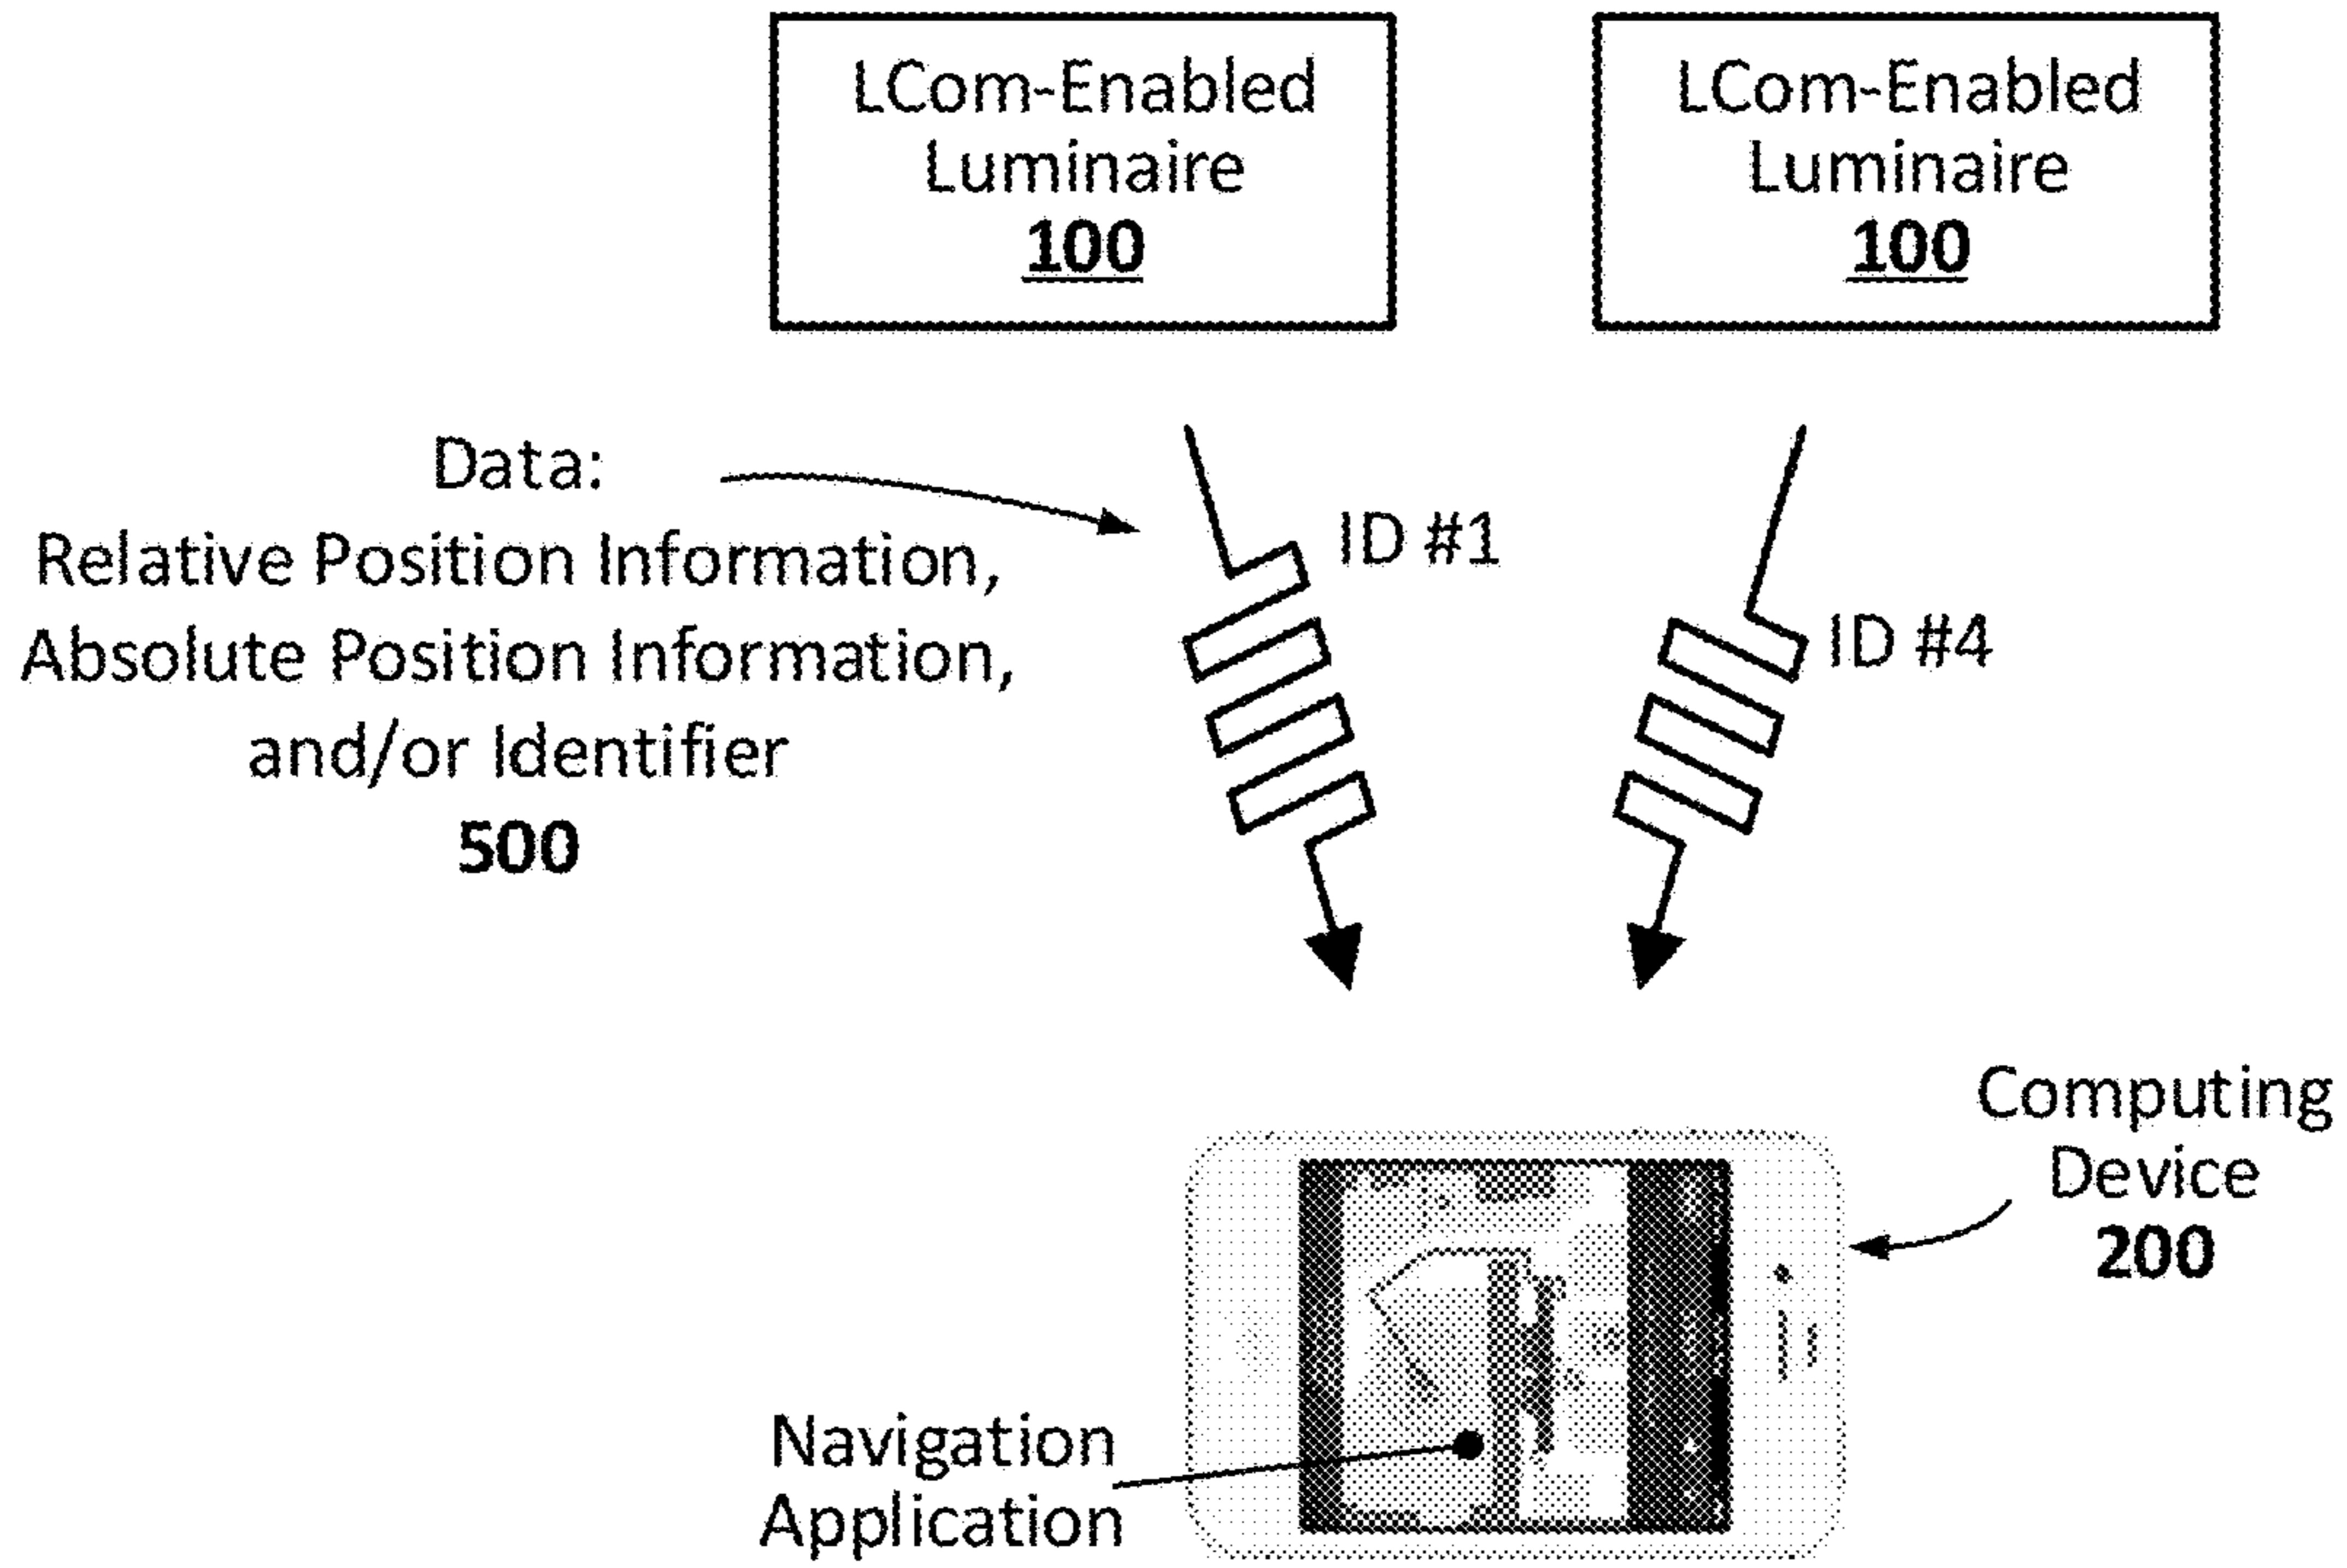 LCom-Enabled
Luminaire
100
LCom-Enabled
Luminaire
100
Data:
Relative Position Information,
Absolute Position Information,
and/or Identifier
500
ID #1
ID #4
Computing
Device
200
Navigation
Application